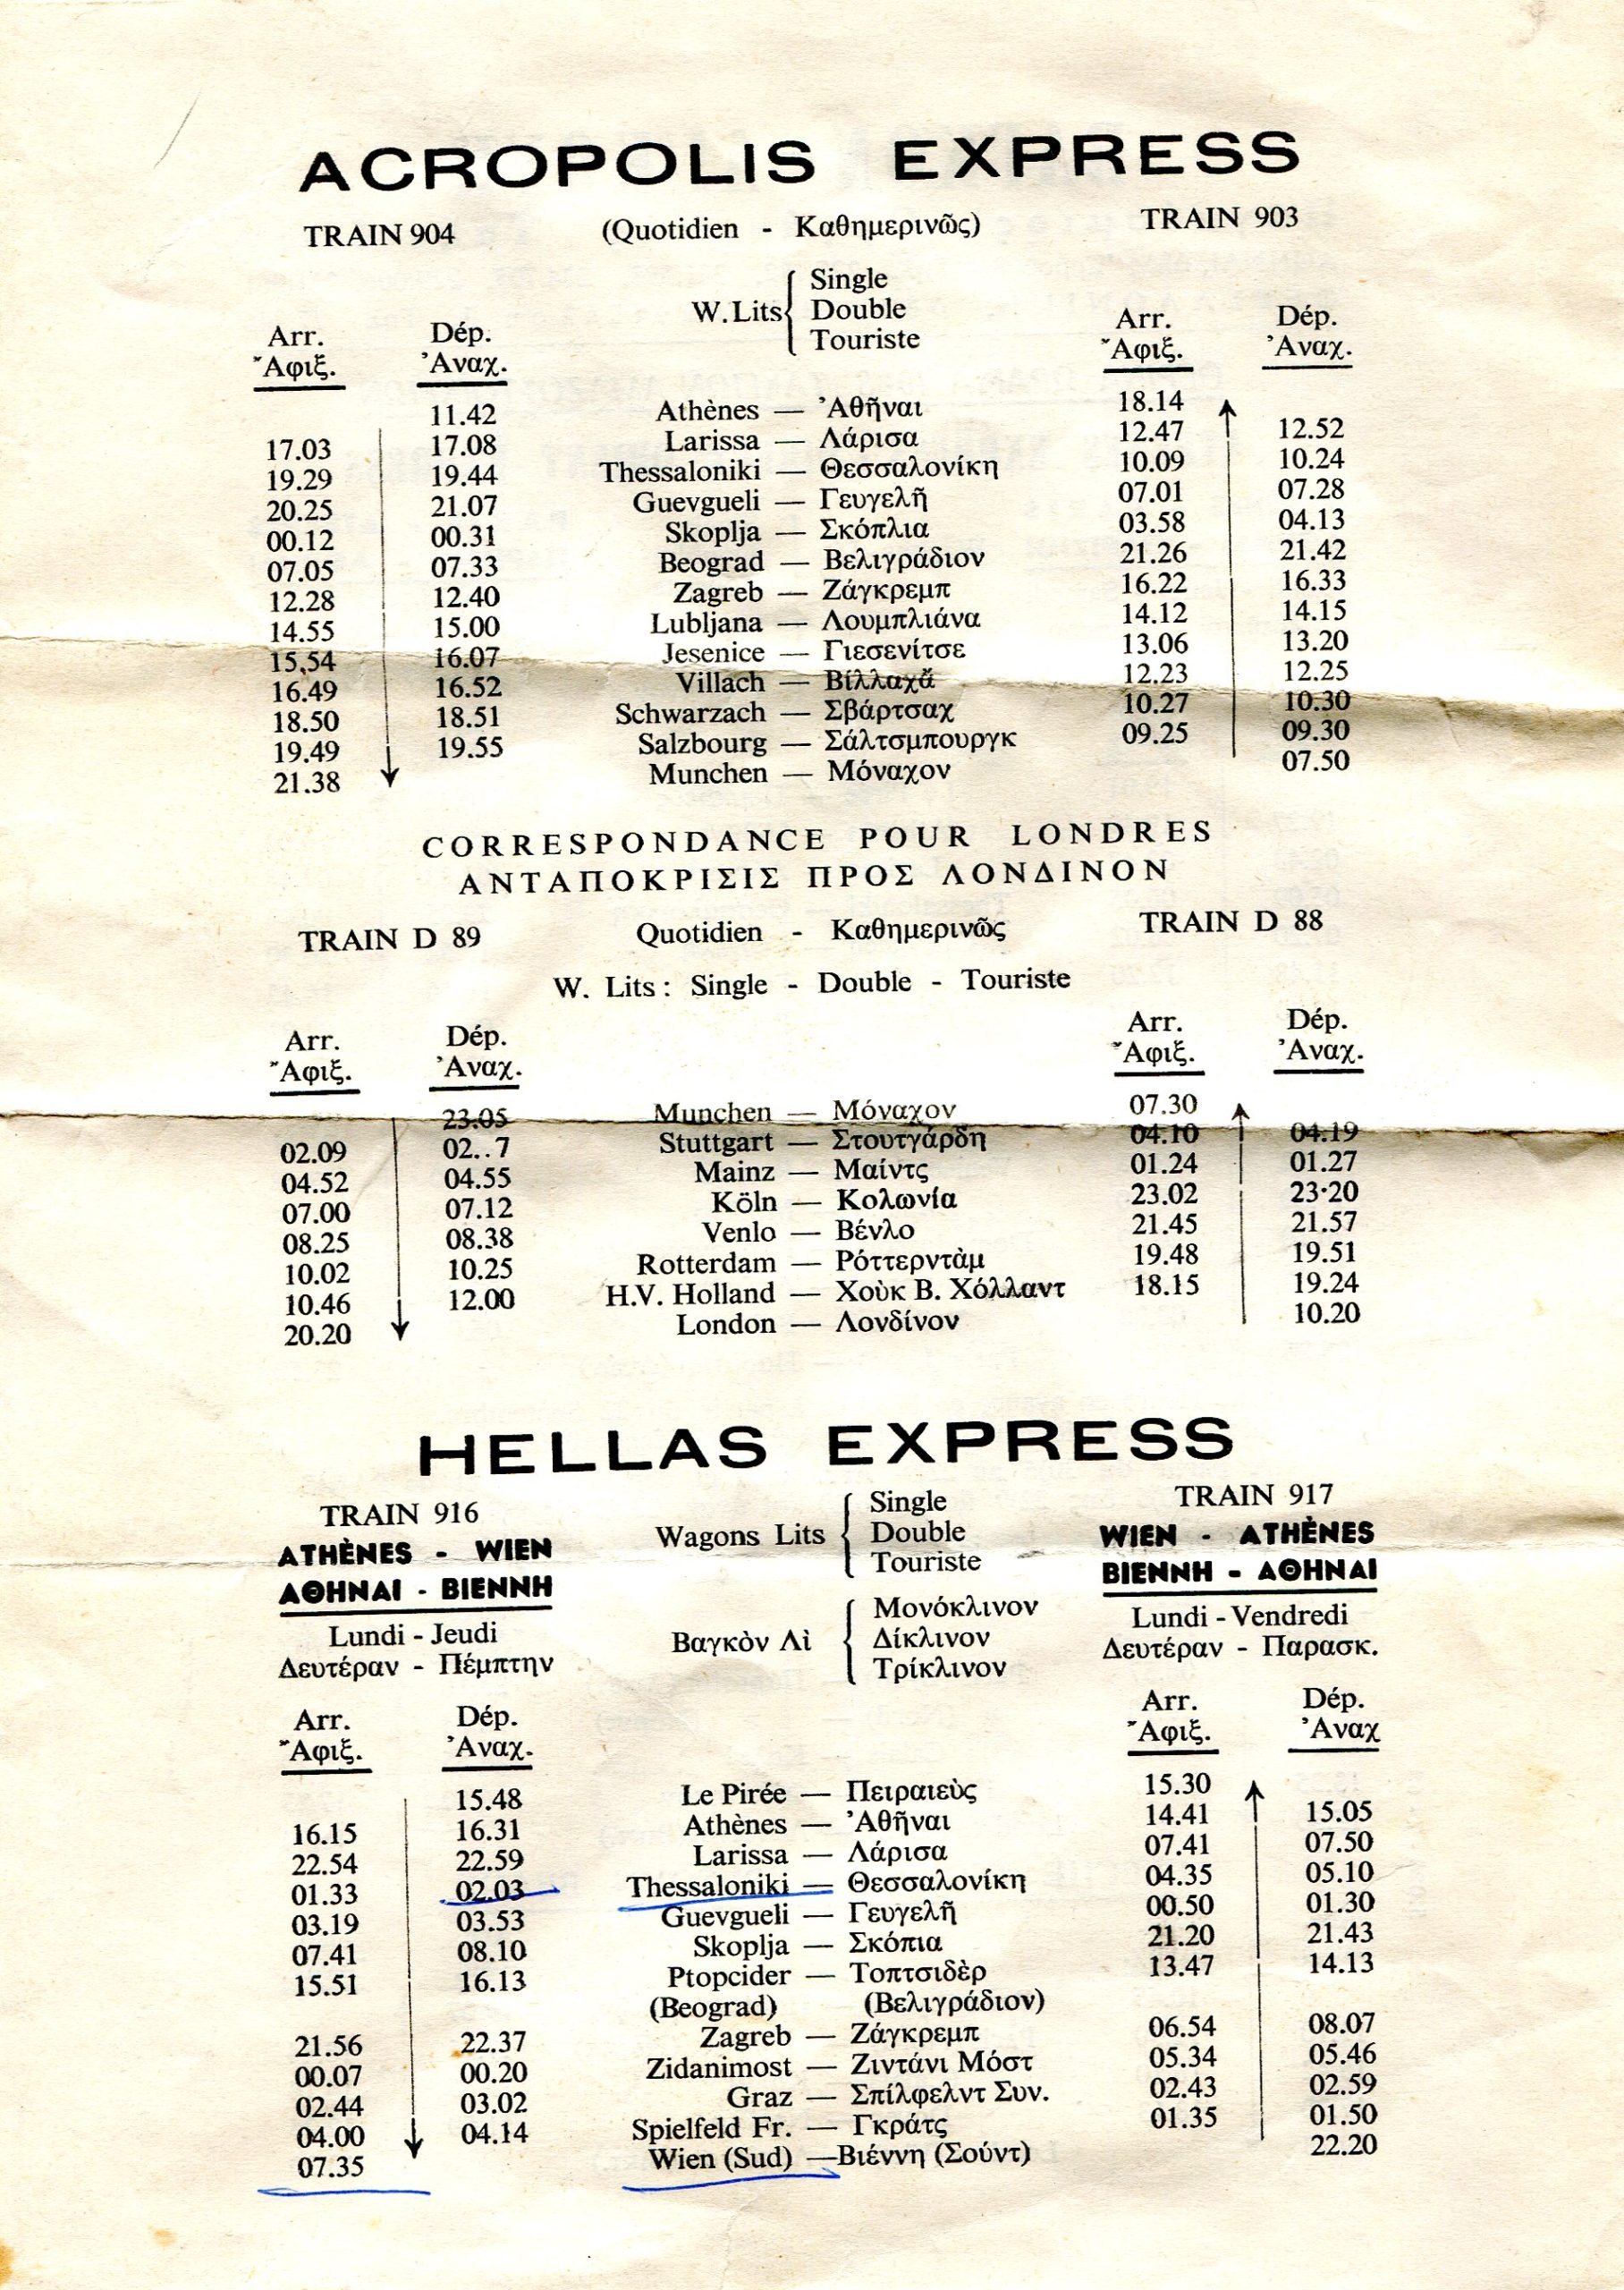 ACROPOLIS EXPRESS
TRAIN 904 (Quotidien - Καθημερινῶς) TRAIN 903
W.Lits Single
Double
Touriste
Arr. Dép. Arr. Dép.
Ἄφιξ. Ἀναχ. Ἄφιξ. Ἀναχ.
11.42 Athènes — Ἀθῆναι 18.14
17.03 17.08 Larissa — Λάρισα 12.47 12.52
19.29 19.44 Thessaloniki — Θεσσαλονίκη 10.09 10.24
20.25 21.07 Guevgueli — Γευγελῆ 07.01 07.28
00.12 00.31 Skoplja — Σκόπλια 03.58 04.13
07.05 07.33 Beograd — Βελιγράδιον 21.26 21.42
12.28 12.40 Zagreb — Ζάγκρεμπ 16.22 16.33
14.55 15.00 Lubljana — Λουμπλιάνα 14.12 14.15
15,54 16.07 Jesenice — Γιεσενίτσε 13.06 13.20
16.49 16.52 Villach — 12.23 12.25
18.50 18.51 Schwarzach — Σβάρτσαχ 10.27 10.30
19.49 19.55 Salzbourg — Σάλτσμπουργκ 09.25 09.30
21.38 Munchen — Μόναχον 07.50
CORRESPONDANCE POUR LONDRES
ΑΝΤΑΠΟΚΡΙΣΙΣ ΠΡΟΣ ΛΟΝΔΙΝΟΝ
TRAIN D 89 Quotidien - Καθημερινῶς TRAIN D 88
W. Lits: Single - Double - Touriste
Arr. Dép. Arr. Dép.
Ἄφιξ. Ἀναχ. Ἄφιξ. Ἀναχ.
23.05 Munchen — Μόναχον 07.30
02.09 02..7 Stuttgart — Στουτγάρδη 04.10 04.19
04.52 04.55 Mainz — Μαίντς 01.24 01.27
07.00 07.12 Köln — Κολωνία 23.02 23·20
08.25 08.38 Venlo — Βένλο 21.45 21.57
10.02 10.25 Rotterdam — Ρόττερντὰμ 19.48 19.51
10.46 12.00 H.V. Holland — Χοὺκ Β. Χόλλαντ 18.15 19.24
20.20 London — Λονδίνον 10.20
HELLAS EXPRESS
TRAIN 916 Wagons Lits Single TRAIN 917
ATHÈNES - WIEN Double WIEN - ATHÈNES
ΑΘΗΝΑΙ - ΒΙΕΝΝΗ Touriste ΒΙΕΝΝΗ - ΑΘΗΝΑΙ
Lundi - Jeudi Βαγκὸν Λὶ Μονόκλινον Lundi - Vendredi
Δευτέραν - Πέμπτην Δίκλινον Δευτέραν - Παρασκ.
Τρίκλινον
Arr. Dép. Arr. Dép.
Ἄφιξ. Ἀναχ. Ἄφιξ. Ἀναχ
15.48 Le Pirée — Πειραιεὺς 15.30
16.15 16.31 Athènes — Ἀθῆναι 14.41 15.05
22.54 22.59 Larissa — Λάρισα 07.41 07.50
01.33 02.03 Thessaloniki — Θεσσαλονίκη 04.35 05.10
03.19 03.53 Guevgueli — Γευγελῆ 00.50 01.30
07.41 08.10 Skoplja — Σκόπια 21.20 21.43
15.51 16.13 Ptopcider — Τοπτσιδὲρ 13.47 14.13
(Beograd) (Βελιγράδιον)
21.56 22.37 Zagreb — Ζάγκρεμπ 06.54 08.07
00.07 00.20 Zidanimost — Ζιντάνι Μόστ 05.34 05.46
02.44 03.02 Graz — Σπίλφελντ Συν. 02.43 02.59
04.00 04.14 Spielfeld Fr. — Γκράτς 01.35 01.50
07.35 Wien (Sud) — Βιέννη (Σούντ) 22.20